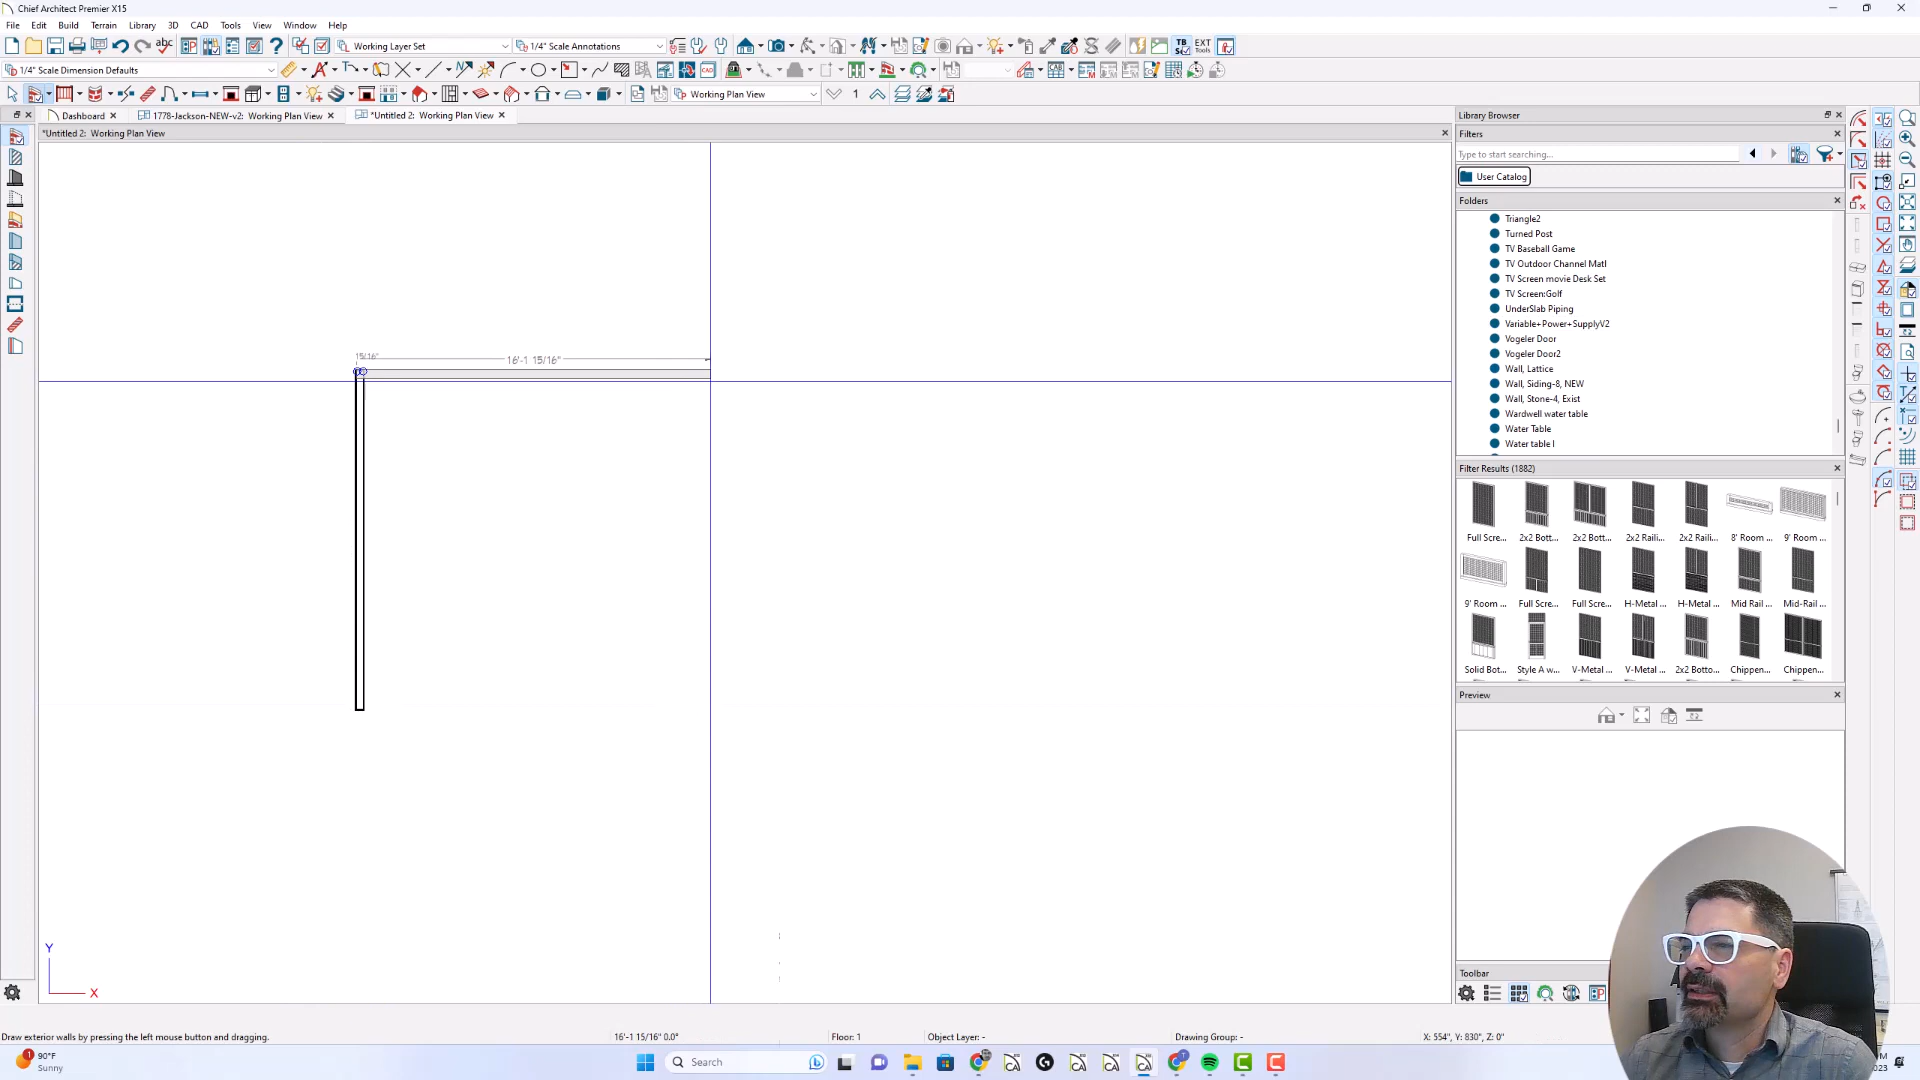 Chief Architect Premier X15
File Edit Build Terrain Library 3D CAD Tools View Window Help
Working Layer Set 1/4" Scale Annotations
1/4" Scale Dimension Defaults
Working Plan View 1
Dashboard 1778-Jackson-NEW-v2: Working Plan View *Untitled 2: Working Plan View
*Untitled 2: Working Plan View
15/16"
16'-1 15/16"
Y
X
Library Browser
Filters
Type to start searching...
User Catalog
Folders
Triangle2
Turned Post
TV Baseball Game
TV Outdoor Channel Matl
TV Screen movie Desk Set
TV Screen:Golf
UnderSlab Piping
Variable+Power+SupplyV2
Vogeler Door
Vogeler Door2
Wall, Lattice
Wall, Siding-8, NEW
Wall, Stone-4, Exist
Wardwell water table
Water Table
Water table I
Filter Results (1882)
Full Scre... 2x2 Bott... 2x2 Bott... 2x2 Raili... 2x2 Raili... 8' Room ... 9' Room ...
9' Room ... Full Scre... Full Scre... H-Metal ... H-Metal ... Mid Rail ... Mid-Rail ...
Solid Bot... Style A w... V-Metal ... V-Metal ... 2x2 Botto... Chippen... Chippen...
Preview
Toolbar
Draw exterior walls by pressing the left mouse button and dragging. 16'-1 15/16" 0.0° Floor: 1 Object Layer: - Drawing Group: - X: 554", Y: 830", Z: 0"
90°F
Sunny
Search